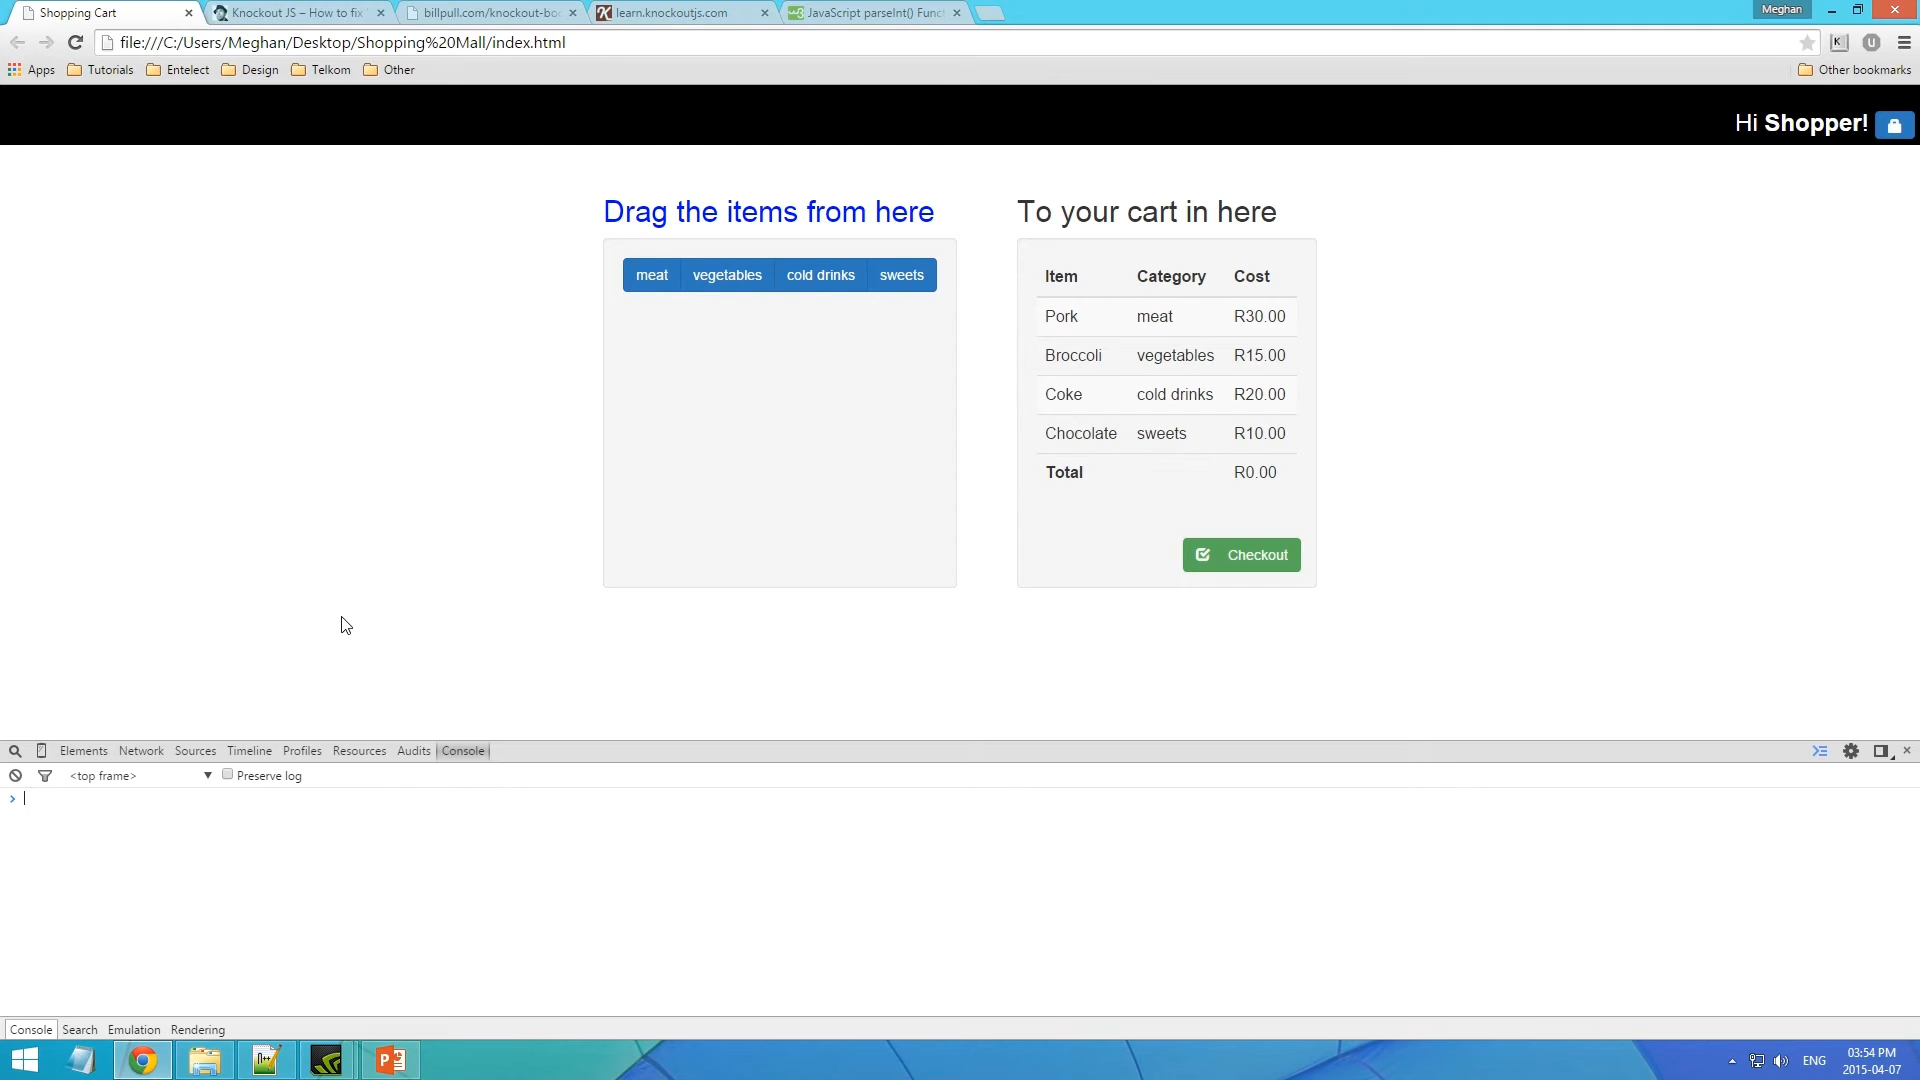 Shopping Cart
Knockout JS – How to fix
billpull.com/knockout-bo
learn.knockoutjs.com
JavaScript parseInt() Funct
Meghan
file:///C:/Users/Meghan/Desktop/Shopping%20Mall/index.html
Apps Tutorials Entelect Design Telkom Other Other bookmarks
Hi Shopper!
Drag the items from here
To your cart in here
meat vegetables cold drinks sweets
Item Category Cost
Pork meat R30.00
Broccoli vegetables R15.00
Coke cold drinks R20.00
Chocolate sweets R10.00
Total R0.00
Checkout
Elements Network Sources Timeline Profiles Resources Audits Console
<top frame> Preserve log
Console Search Emulation Rendering
ENG
03:54 PM
2015-04-07